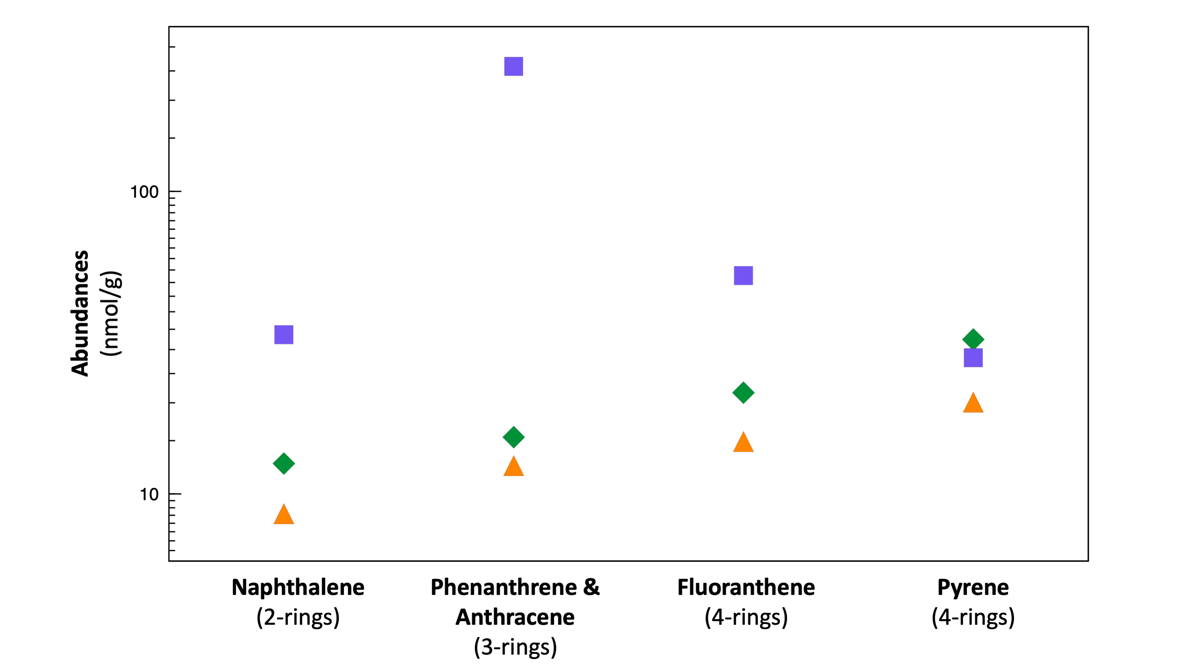 100
10
Abundances
(nmol/g)
Naphthalene
(2-rings)
Phenanthrene &
Anthracene
(3-rings)
Fluoranthene
(4-rings)
Pyrene
(4-rings)